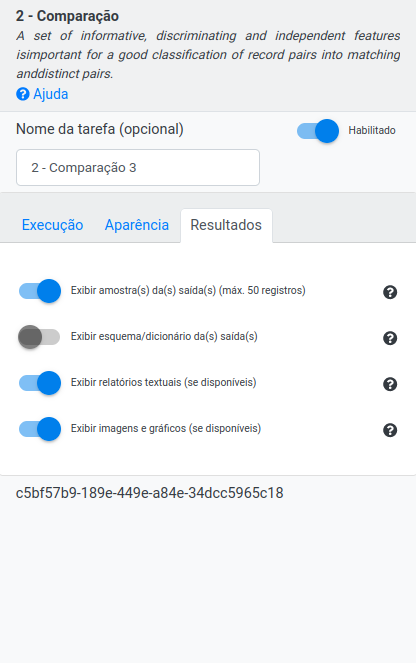 2 - Comparação
A set of informative, discriminating and independent features
isimportant for a good classification of record pairs into matching
anddistinct pairs.
Ajuda
Nome da tarefa (opcional)
Habilitado
2 - Comparação 3
Execução
Aparência
Resultados
Exibir amostra(s) da(s) saída(s) (máx. 50 registros)
Exibir esquema/dicionário da(s) saída(s)
Exibir relatórios textuais (se disponíveis)
Exibir imagens e gráficos (se disponíveis)
c5bf57b9-189e-449e-a84e-34dcc5965c18